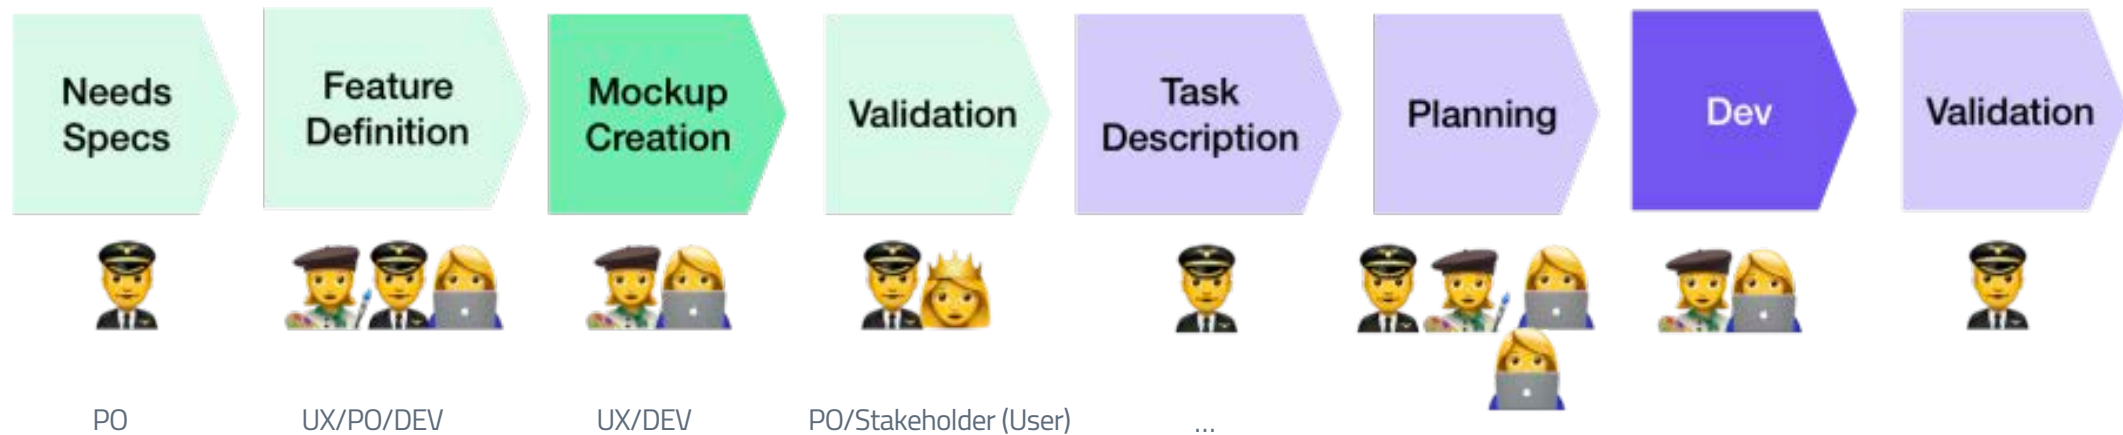 Needs
Specs
Feature
Definition
Mockup
Creation
Validation
Task
Description
Planning
Dev
Validation
PO
UX/PO/DEV
UX/DEV
PO/Stakeholder (User)
...